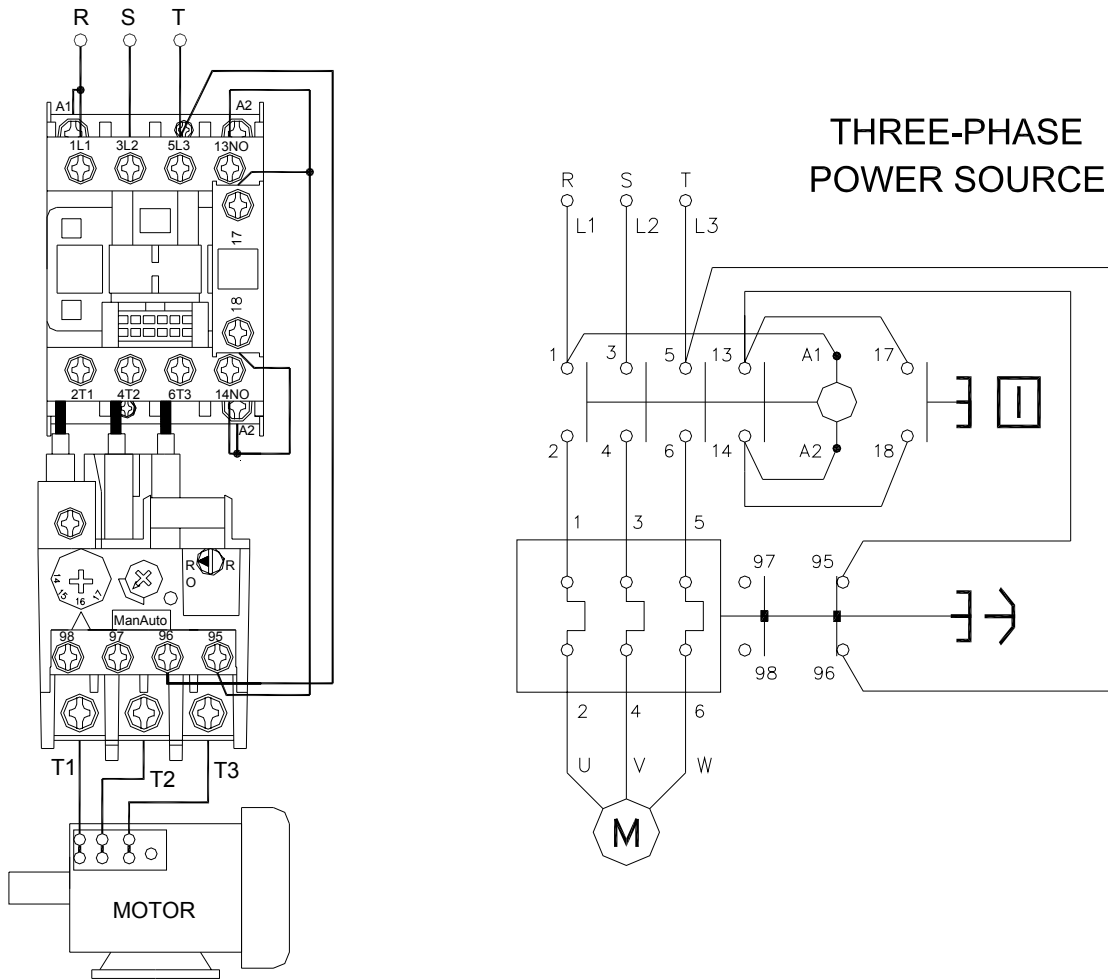 R S T
A1 A2
1L1 3L2 5L3 13NO
17
18
2T1 4T2 6T3 14NO
A2
14 15 16 17
R R
O
ManAuto
98 97 96 95
T1 T2 T3
MOTOR
THREE-PHASE
POWER SOURCE
R S T
L1 L2 L3
1 3 5 13 A1 17
I
2 4 6 14 A2 18
1 3 5
97 95
98 96
2 4 6
U V W
M